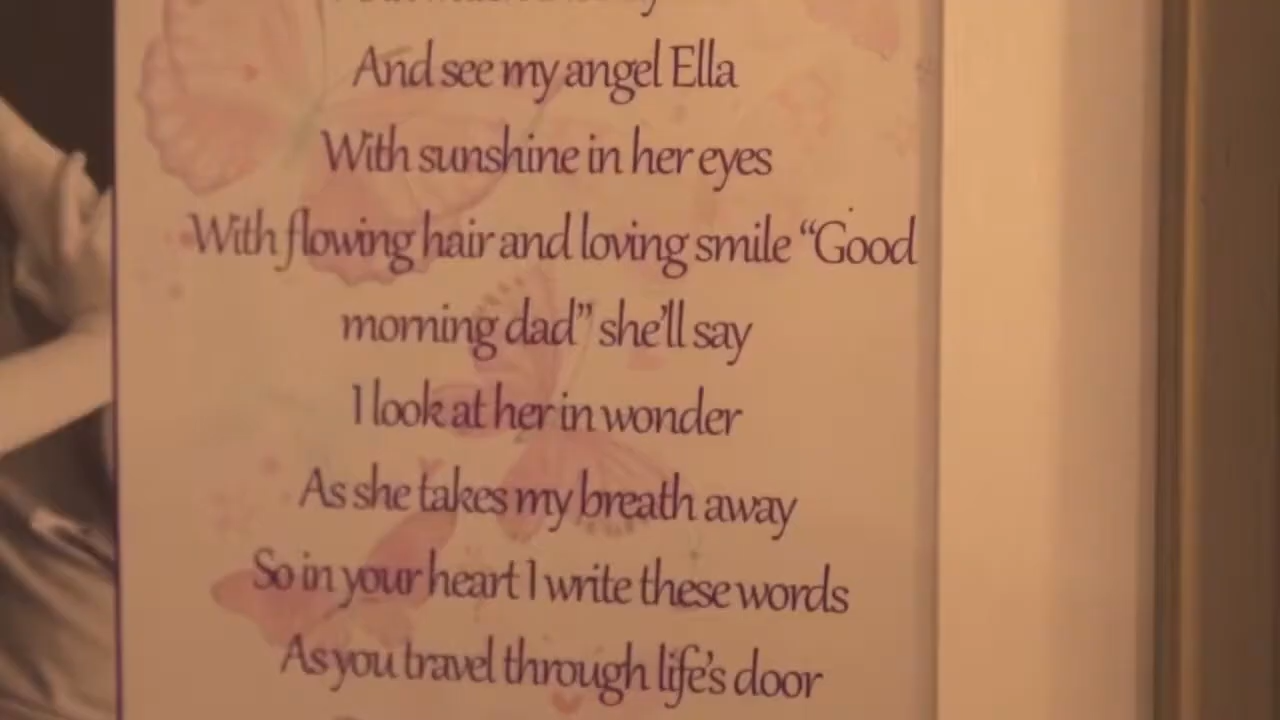 And see my angel Ella
With sunshine in her eyes
With flowing hair and loving smile “Good
morning dad” she’ll say
I look at her in wonder
As she takes my breath away
So in your heart I write these words
As you travel through life’s door